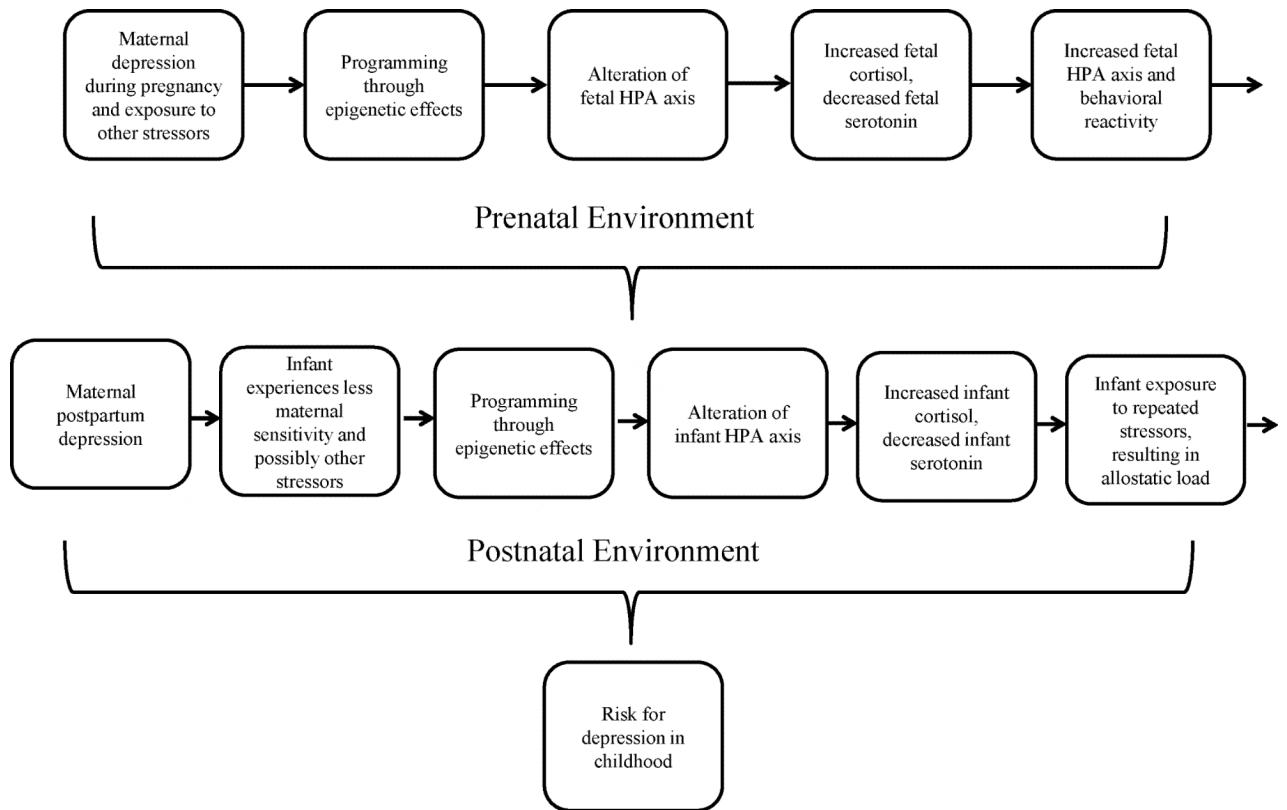 Maternal
depression
during pregnancy
and exposure to
other stressors
Programming
through
epigenetic effects
Alteration of
fetal HPA axis
Increased fetal
cortisol,
decreased fetal
serotonin
Increased fetal
HPA axis and
behavioral
reactivity
Prenatal Environment
Maternal
postpartum
depression
Infant
experiences less
maternal
sensitivity and
possibly other
stressors
Programming
through
epigenetic effects
Alteration of
infant HPA axis
Increased infant
cortisol,
decreased infant
serotonin
Infant exposure
to repeated
stressors,
resulting in
allostatic load
Postnatal Environment
Risk for
depression in
childhood